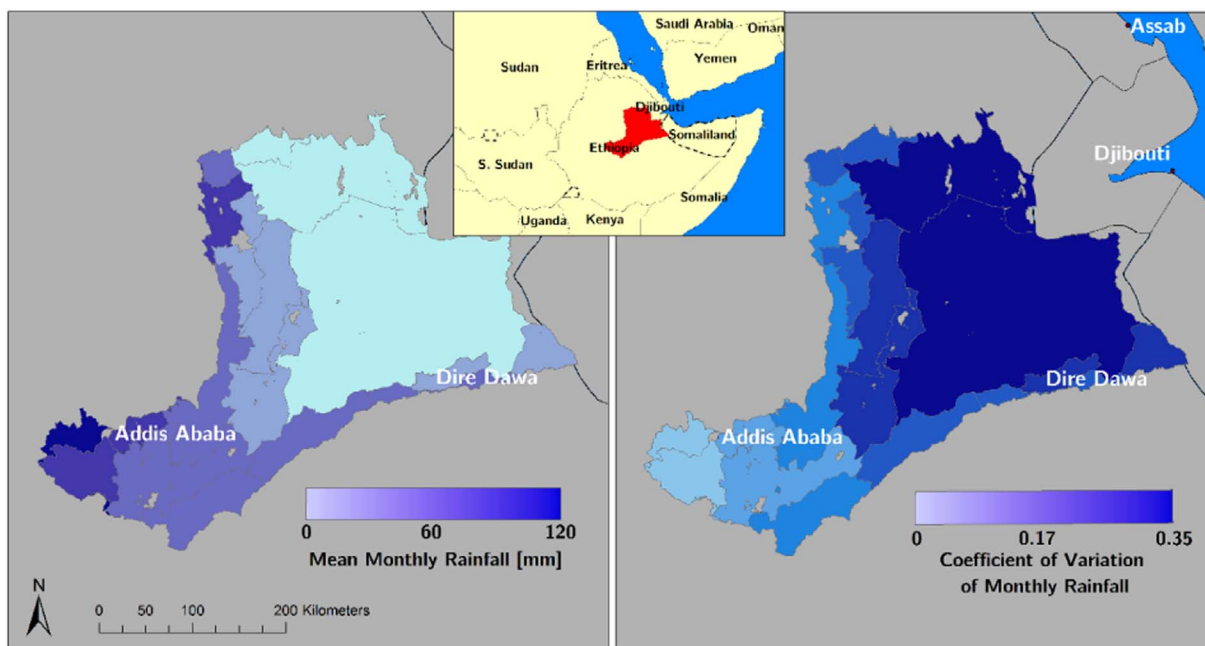 Saudi Arabia
Oman
Yemen
Sudan
Eritrea
Djibouti
Somaliland
Ethiopia
S. Sudan
Somalia
Uganda
Kenya
Addis Ababa
Dire Dawa
0
60
120
Mean Monthly Rainfall [mm]
N
0 50 100 200 Kilometers
Assab
Djibouti
Dire Dawa
Addis Ababa
0
0.17
0.35
Coefficient of Variation
of Monthly Rainfall